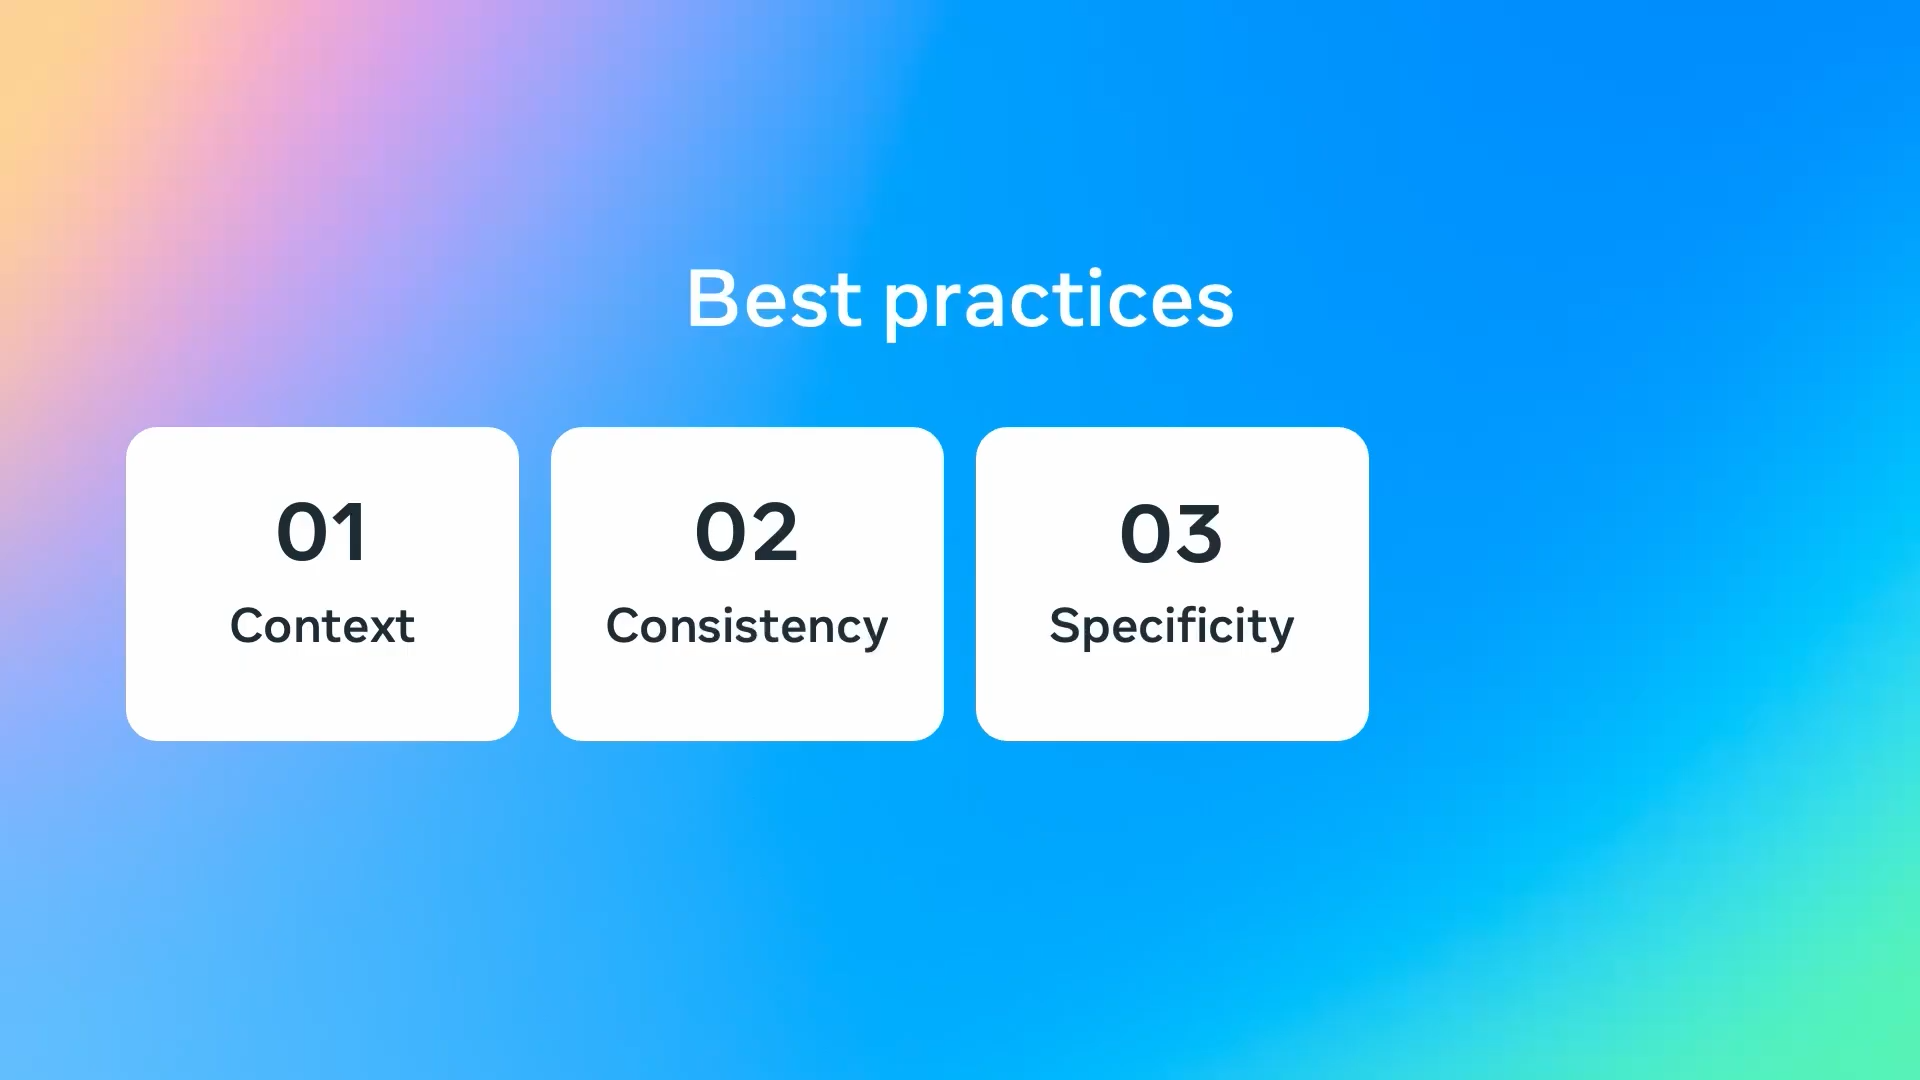 Best practices
01
Context
02
Consistency
03
Specificity